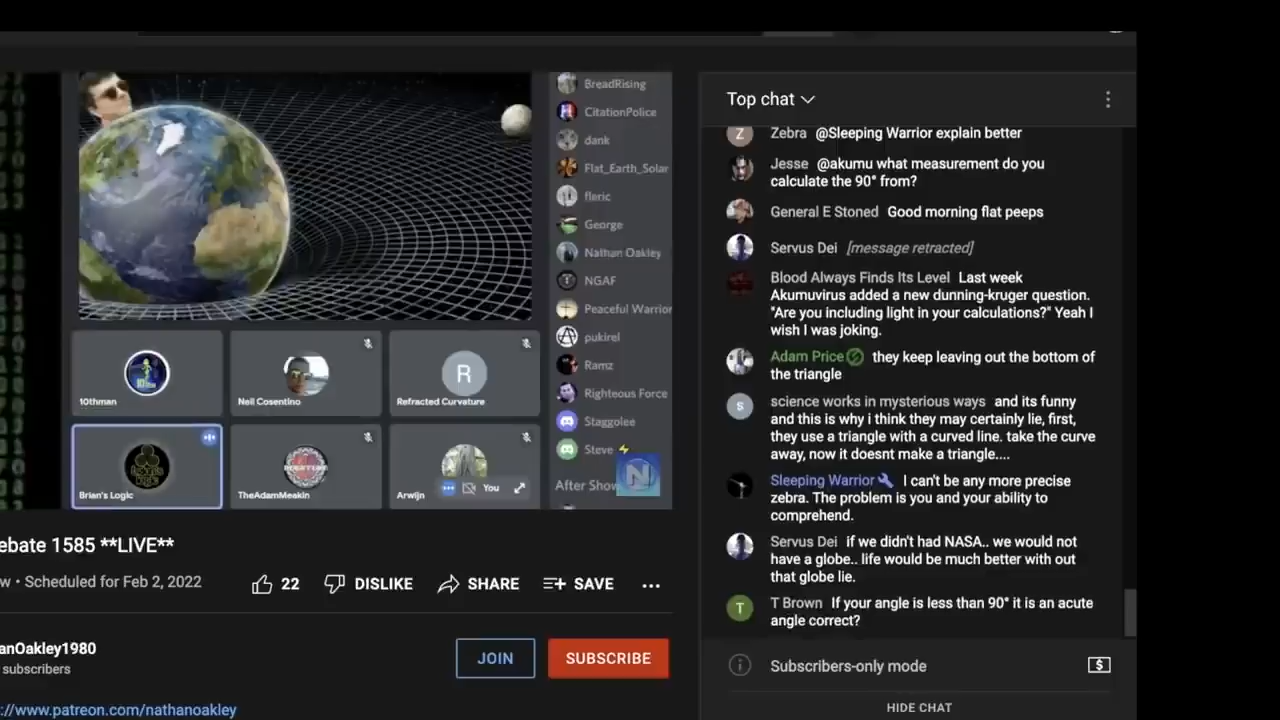 BreadRising
CitationPolice
dank
Flat_Earth_Solar
fleric
George
Nathan Oakley
NGAF
Peaceful Warrior
pukirel
Ramz
Righteous Force
Staggolee
Steve
After Show
10thman
Neil Cosentino
R
Refracted Curvature
Brian's Logic
TheAdamMeakin
Arwijn
You
N
ebate 1585 **LIVE**
w • Scheduled for Feb 2, 2022
22
DISLIKE
SHARE
SAVE
anOakley1980
subscribers
JOIN
SUBSCRIBE
://www.patreon.com/nathanoakley
Top chat
Z
Zebra @Sleeping Warrior explain better
Jesse @akumu what measurement do you
calculate the 90° from?
General E Stoned Good morning flat peeps
Servus Dei [message retracted]
Blood Always Finds Its Level Last week
Akumuvirus added a new dunning-kruger question.
"Are you including light in your calculations?" Yeah I
wish I was joking.
Adam Price they keep leaving out the bottom of
the triangle
s
science works in mysterious ways and its funny
and this is why i think they may certainly lie, first,
they use a triangle with a curved line. take the curve
away, now it doesnt make a triangle....
Sleeping Warrior I can't be any more precise
zebra. The problem is you and your ability to
comprehend.
Servus Dei if we didn't had NASA.. we would not
have a globe.. life would be much better with out
that globe lie.
T
T Brown If your angle is less than 90° it is an acute
angle correct?
Subscribers-only mode
$
HIDE CHAT